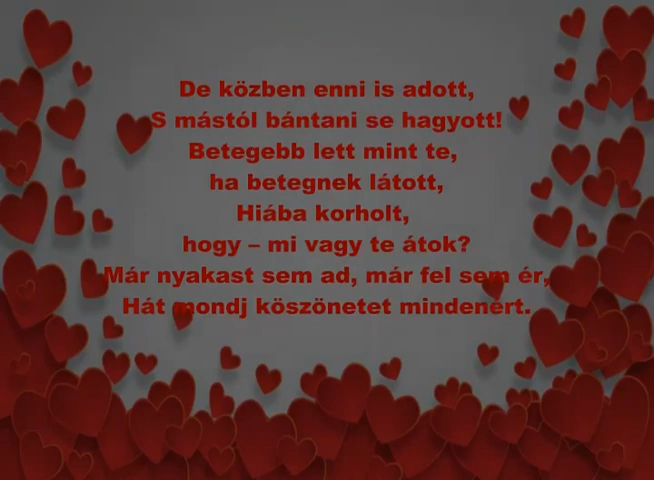 De közben enni is adott,
S mástól bántani se hagyott!
Betegebb lett mint te,
ha betegnek látott,
Hiába korholt,
hogy – mi vagy te átok?
Már nyakast sem ad, már fel sem ér,
Hát mondj köszönetet mindenért.